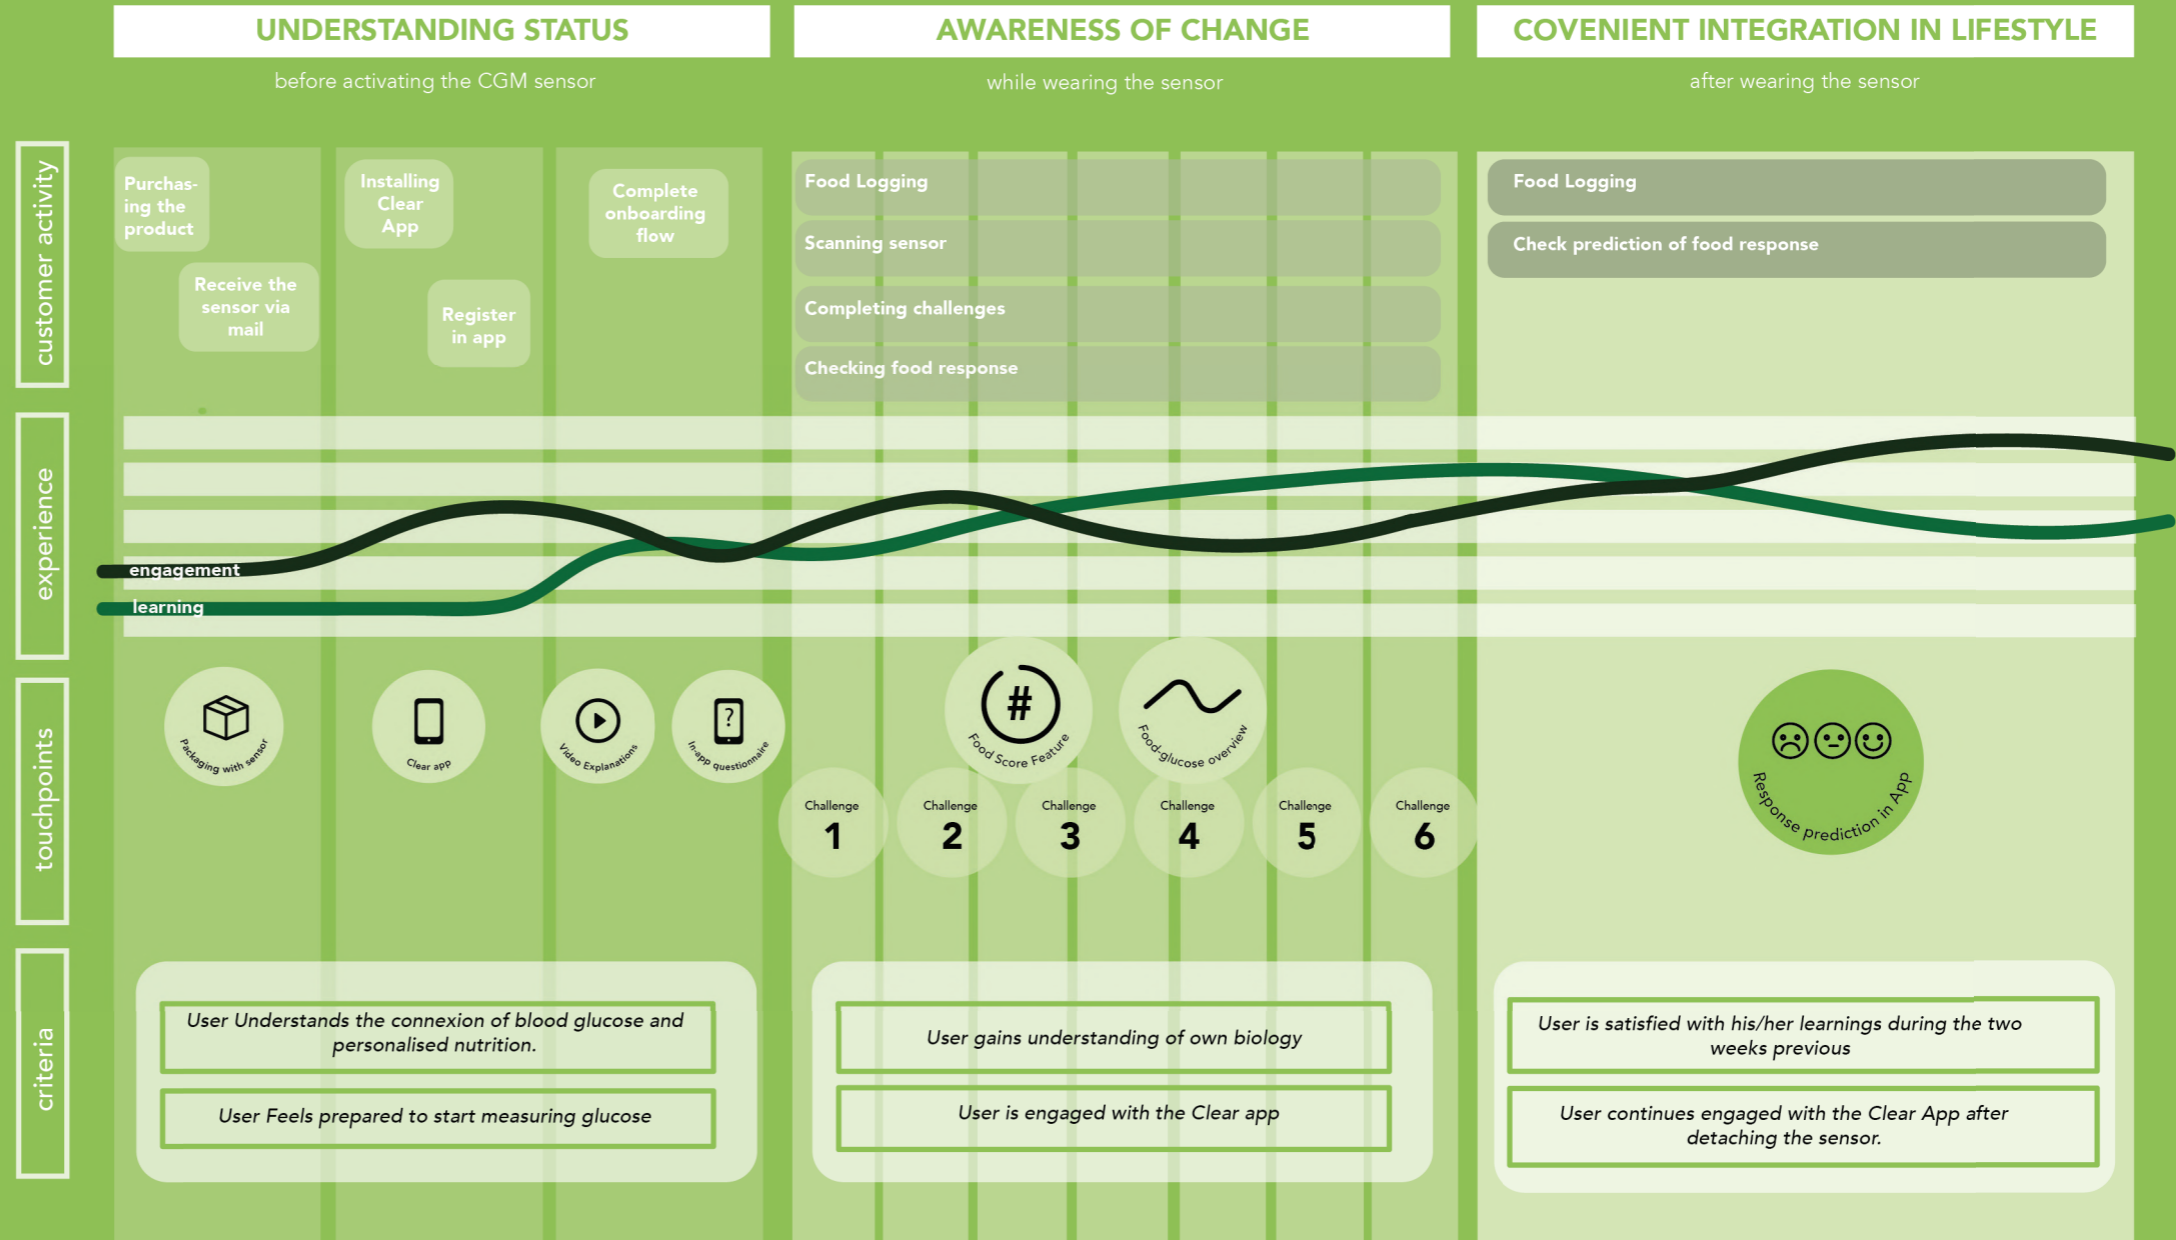 UNDERSTANDING STATUS
before activating the CGM sensor
AWARENESS OF CHANGE
while wearing the sensor
COVENIENT INTEGRATION IN LIFESTYLE
after wearing the sensor
customer activity
Purchas-
ing the
product
Receive the
sensor via
mail
Installing
Clear
App
Register
in app
Complete
onboarding
flow
Food Logging
Scanning sensor
Completing challenges
Checking food response
Food Logging
Check prediction of food response
experience
engagement
learning
touchpoints
Packaging with sensor
Clear app
Video Explanations
?
In-app questionnaire
#
Food Score Feature
Food-glucose overview
Challenge
1
Challenge
2
Challenge
3
Challenge
4
Challenge
5
Challenge
6
Response prediction in App
criteria
User Understands the connexion of blood glucose and
personalised nutrition.
User Feels prepared to start measuring glucose
User gains understanding of own biology
User is engaged with the Clear app
User is satisfied with his/her learnings during the two
weeks previous
User continues engaged with the Clear App after
detaching the sensor.